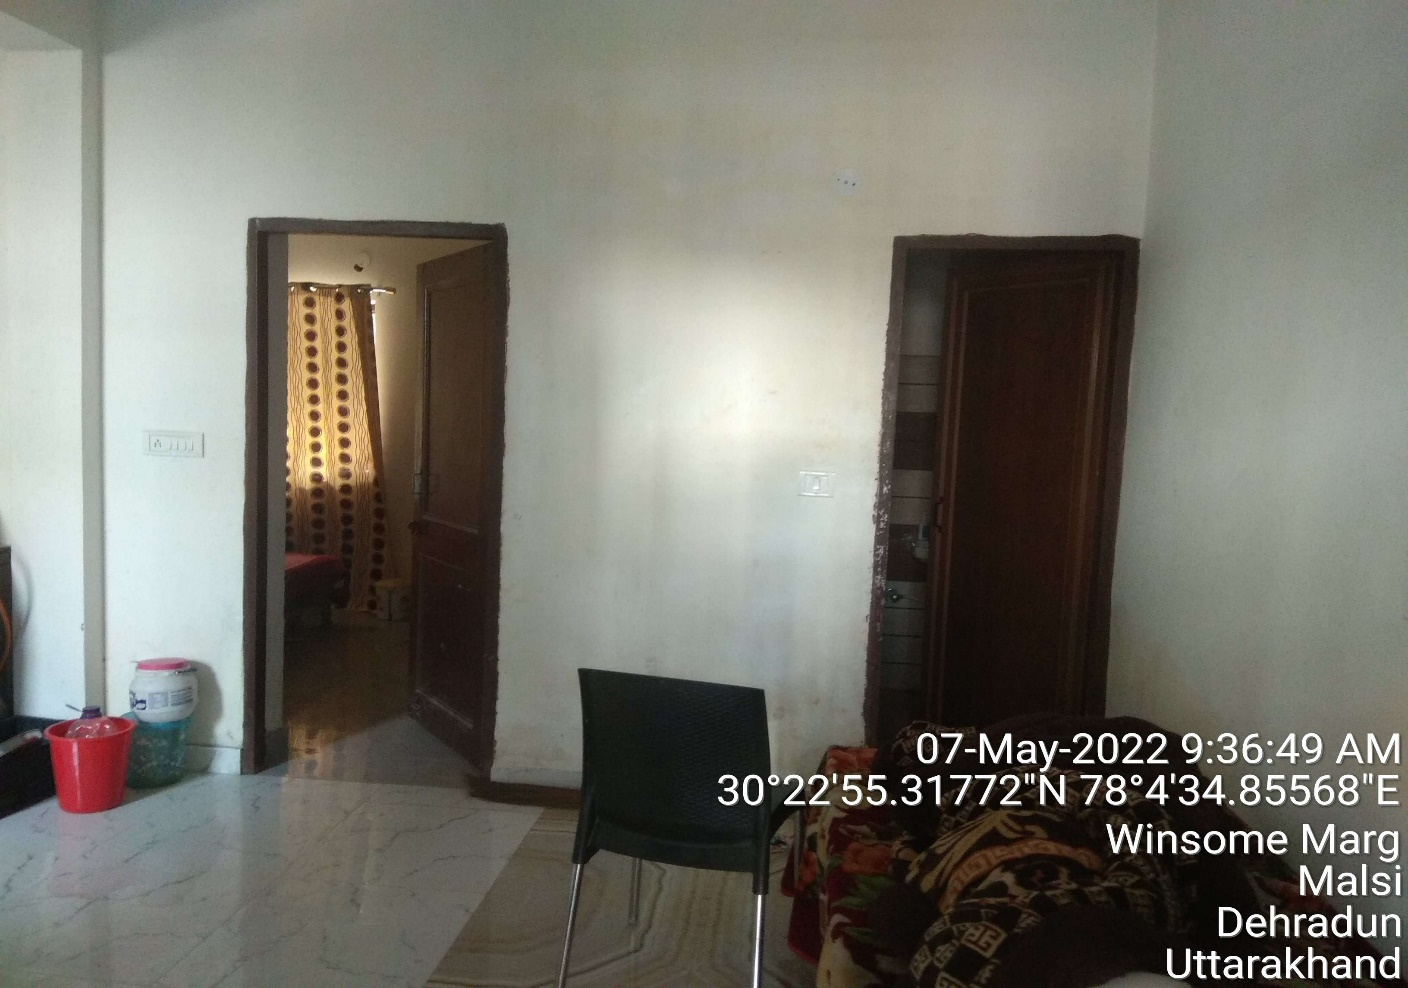 07-May-2022 9:36:49 AM
30°22'55.31772"N 78°4'34.85568"E
Winsome Marg
Malsi
Dehradun
Uttarakhand